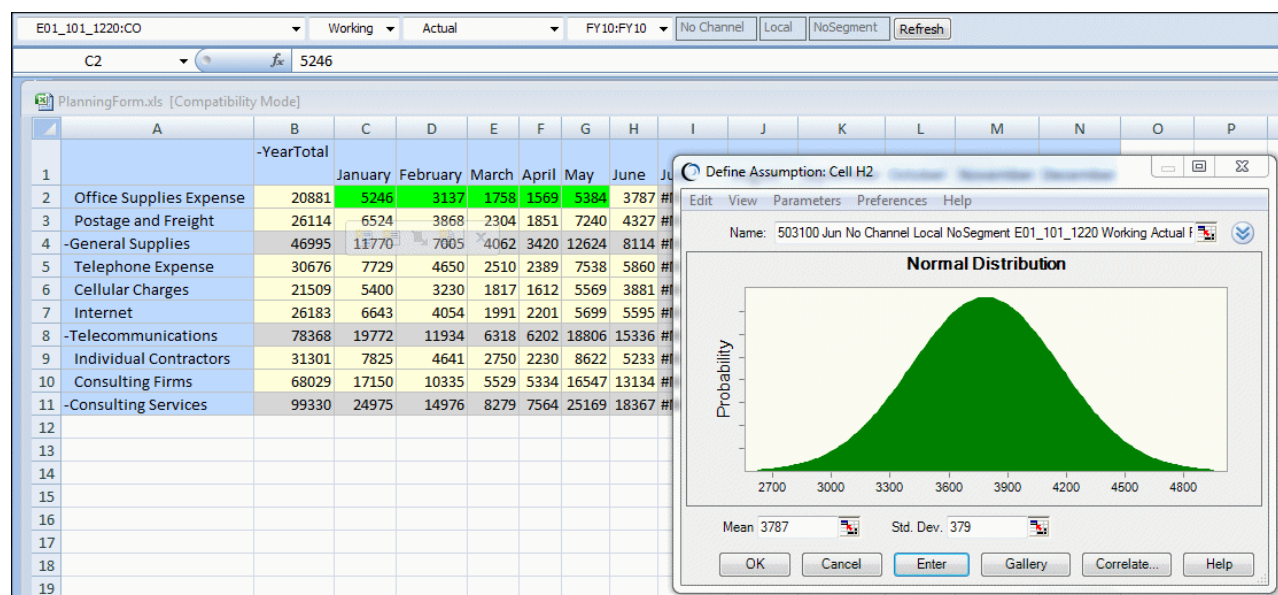 E01_101_1220:CO Working Actual FY10:FY10 No Channel Local NoSegment Refresh
C2 fx 5246
PlanningForm.xls [Compatibility Mode]
A B C D E F G H I J K L M N O P
1 -YearTotal January February March April May June
2 Office Supplies Expense 20881 5246 3137 1758 1569 5384 3787
3 Postage and Freight 26114 6524 3868 2304 1851 7240 4327
4 -General Supplies 46995 11770 7005 4062 3420 12624 8114
5 Telephone Expense 30676 7729 4650 2510 2389 7538 5860
6 Cellular Charges 21509 5400 3230 1817 1612 5569 3881
7 Internet 26183 6643 4054 1991 2201 5699 5595
8 -Telecommunications 78368 19772 11934 6318 6202 18806 15336
9 Individual Contractors 31301 7825 4641 2750 2230 8622 5233
10 Consulting Firms 68029 17150 10335 5529 5334 16547 13134
11 -Consulting Services 99330 24975 14976 8279 7564 25169 18367
12
13
14
15
16
17
18
19
Define Assumption: Cell H2
Edit View Parameters Preferences Help
Name: 503100 Jun No Channel Local NoSegment E01_101_1220 Working Actual F
Normal Distribution
Probability
2700 3000 3300 3600 3900 4200 4500 4800
Mean 3787 Std. Dev. 379
OK Cancel Enter Gallery Correlate... Help